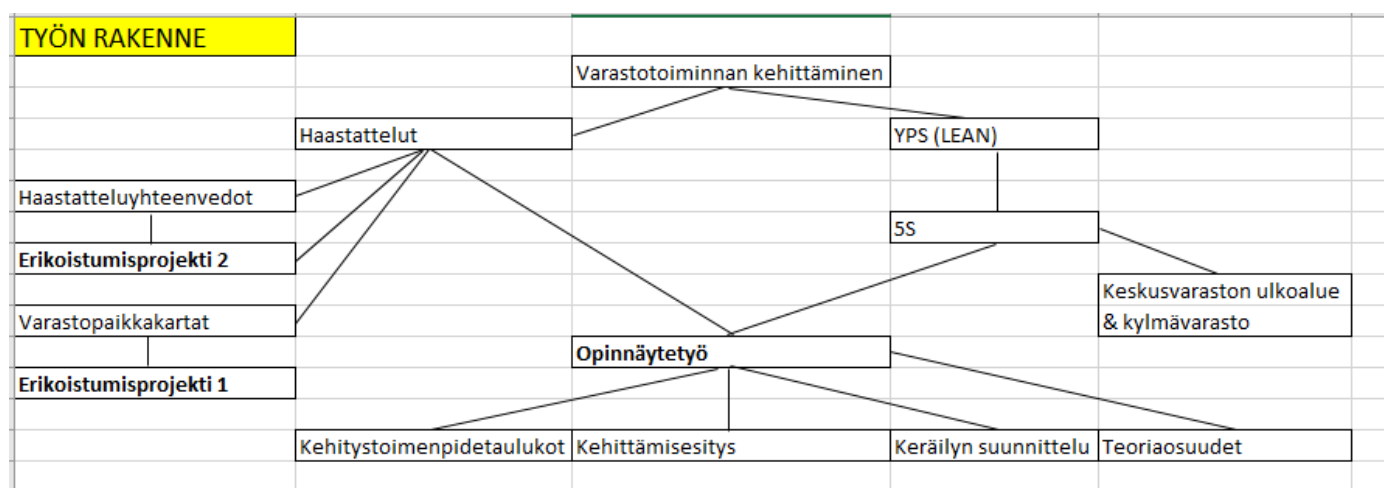 TYÖN RAKENNE
Varastotoiminnan kehittäminen
Haastattelut
YPS (LEAN)
Haastatteluyhteenvedot
5S
Erikoistumisprojekti 2
Keskusvaraston ulkoalue
& kylmävarasto
Varastopaikkakartat
Opinnäytetyö
Erikoistumisprojekti 1
Kehitystoimenpidetaulukot
Kehittämisesitys
Keräilyn suunnittelu
Teoriaosuudet